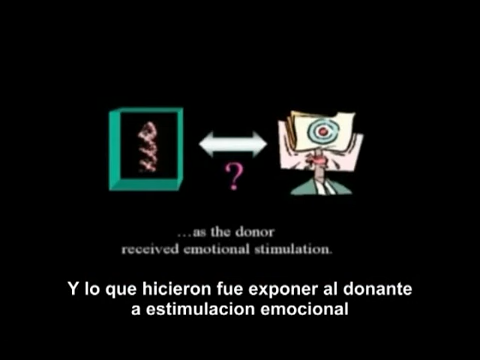 ?
...as the donor
received emotional stimulation.
Y lo que hicieron fue exponer al donante
a estimulacion emocional